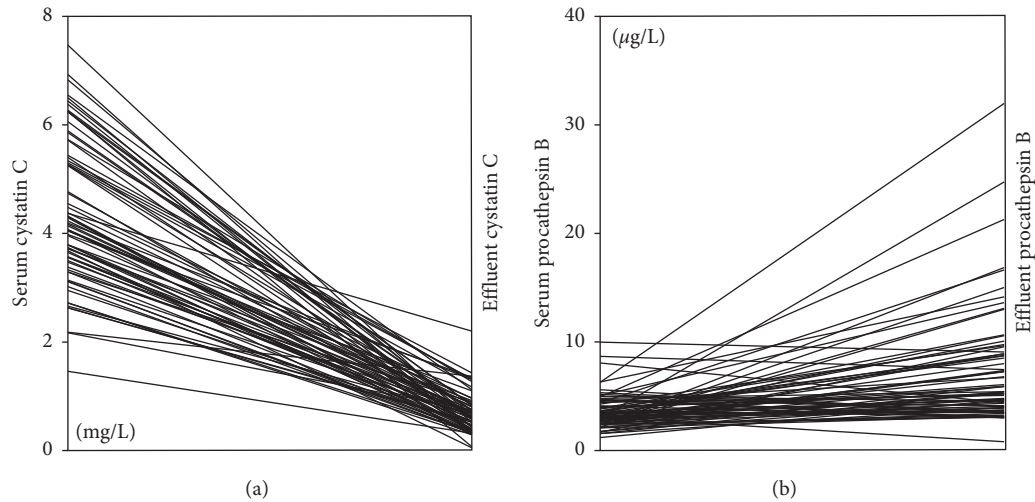 8
6
4
2
0
Serum cystatin C
(mg/L)
Effluent cystatin C
(a)
40
30
20
10
0
Serum procathepsin B
(µg/L)
Effluent procathepsin B
(b)